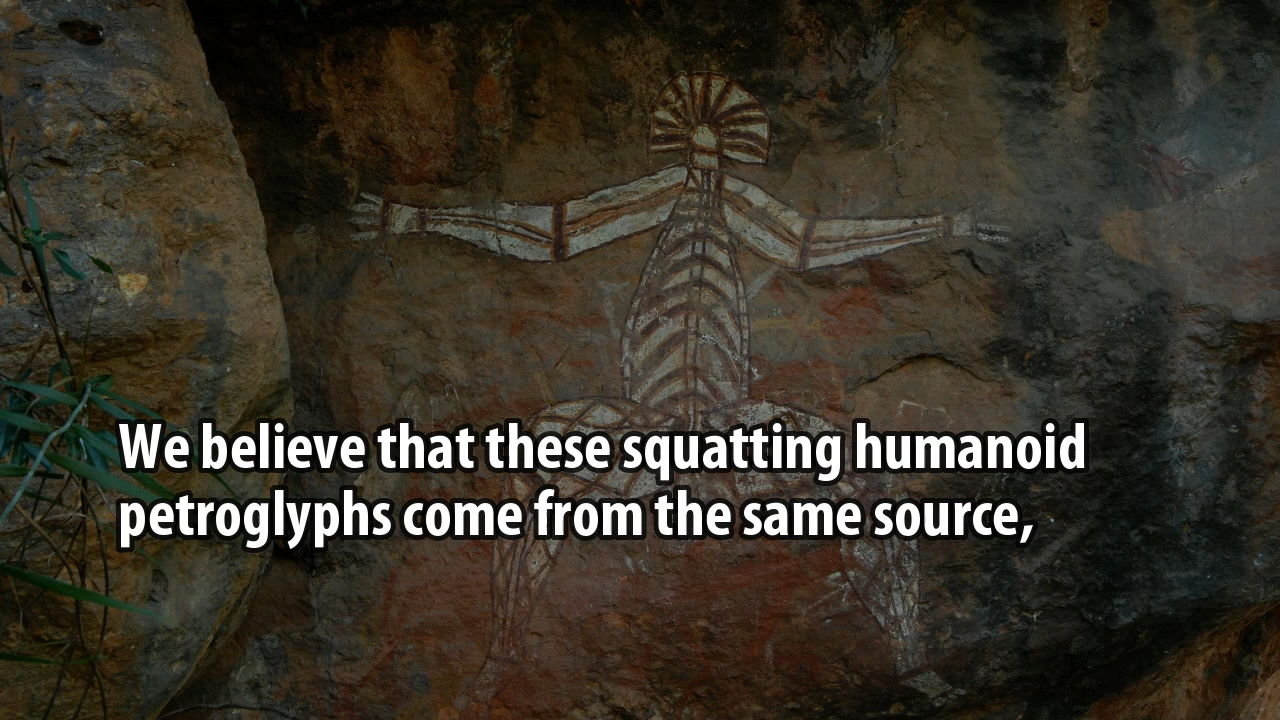 We believe that these squatting humanoid
petroglyphs come from the same source,